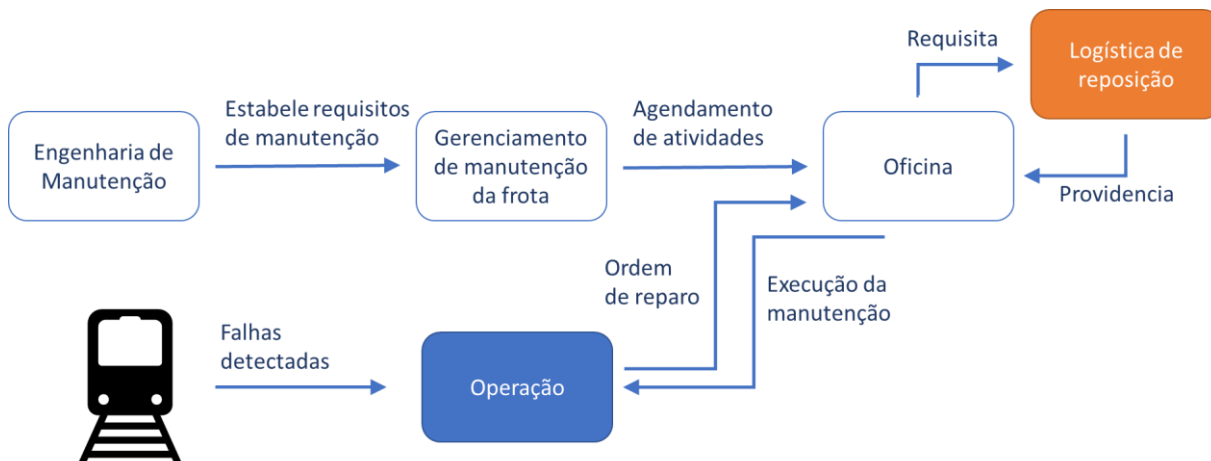 Requisita
Logística de
reposição
Estabele requisitos
de manutenção
Agendamento
de atividades
Engenharia de
Manutenção
Gerenciamento
de manutenção
da frota
Oficina
Providencia
Ordem
de reparo
Execução da
manutenção
Falhas
detectadas
Operação